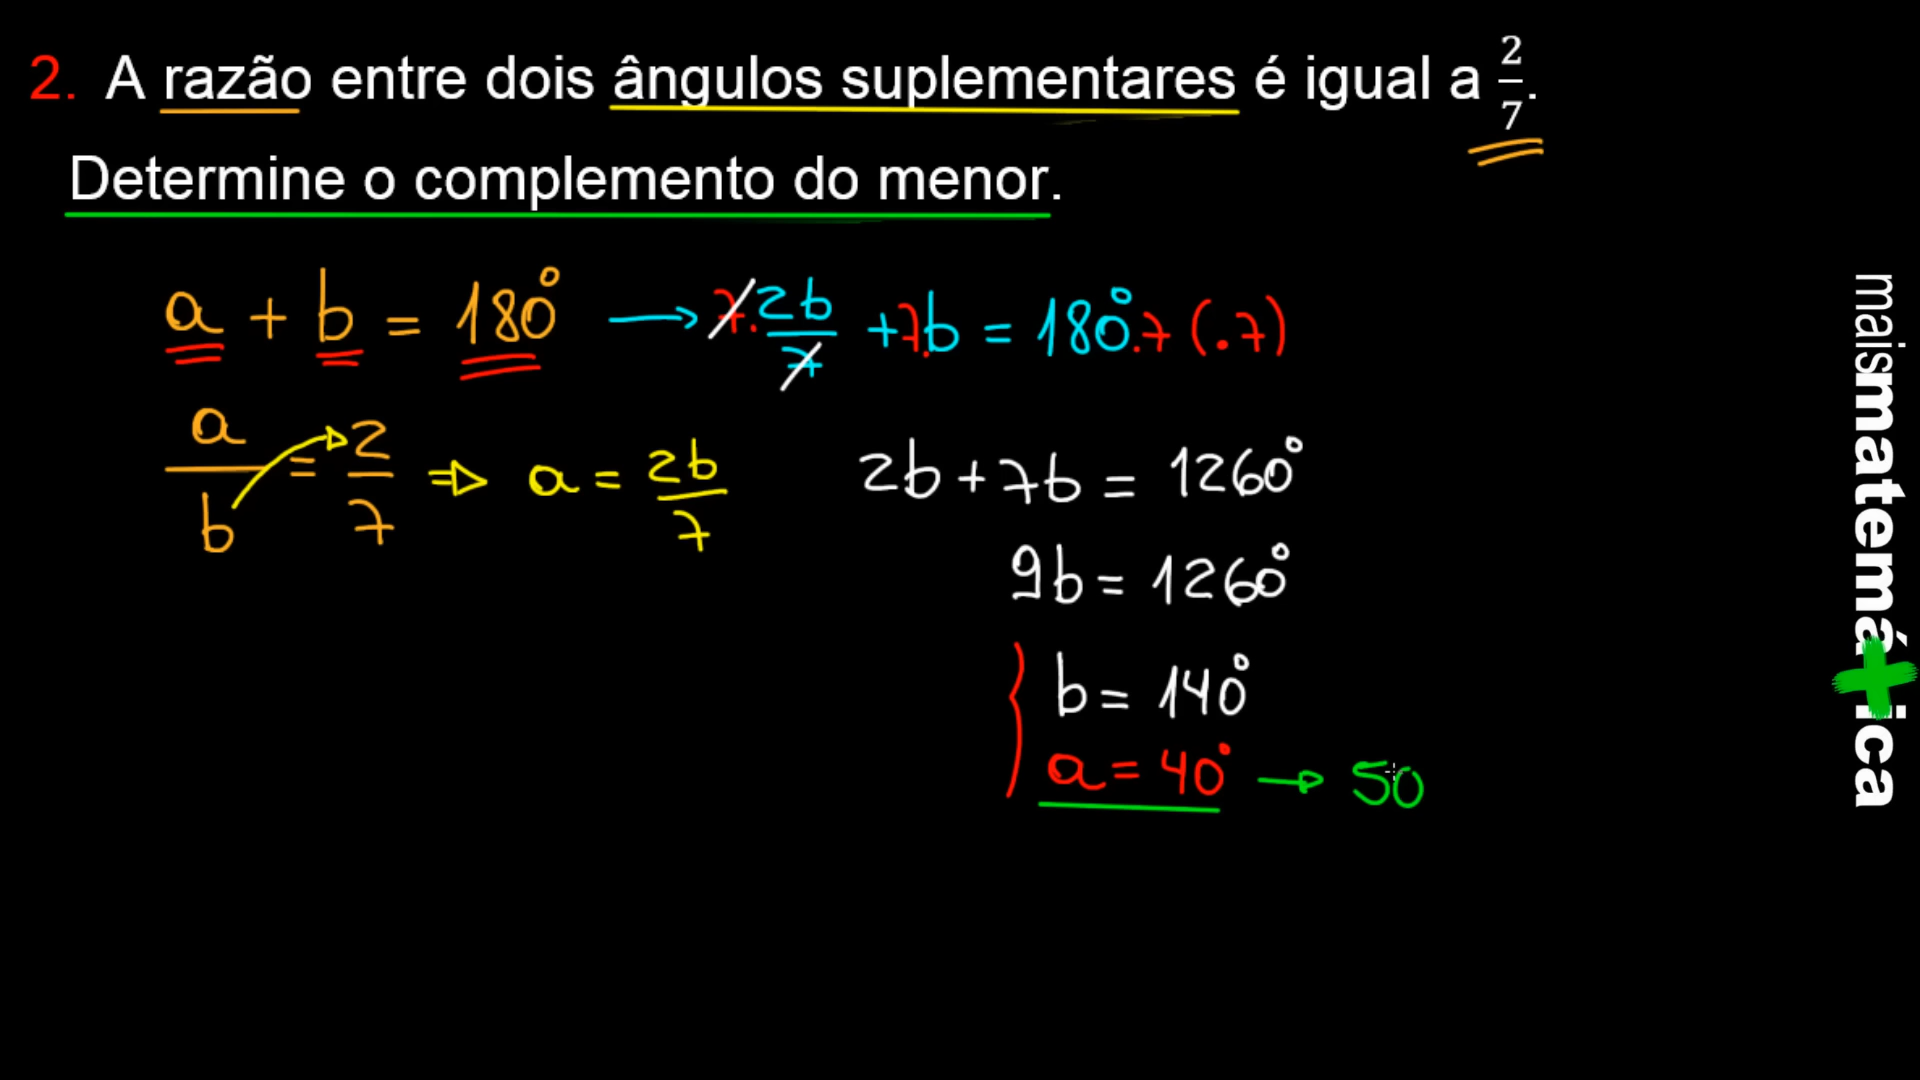 2. A razão entre dois ângulos suplementares é igual a 2/7.
Determine o complemento do menor.
a + b = 180° → 7.2b/7 + 7.b = 180°.7 (.7)
a/b = 2/7 ⇒ a = 2b/7
2b + 7b = 1260°
9b = 1260°
b = 140°
a = 40° → 50
maismatemática